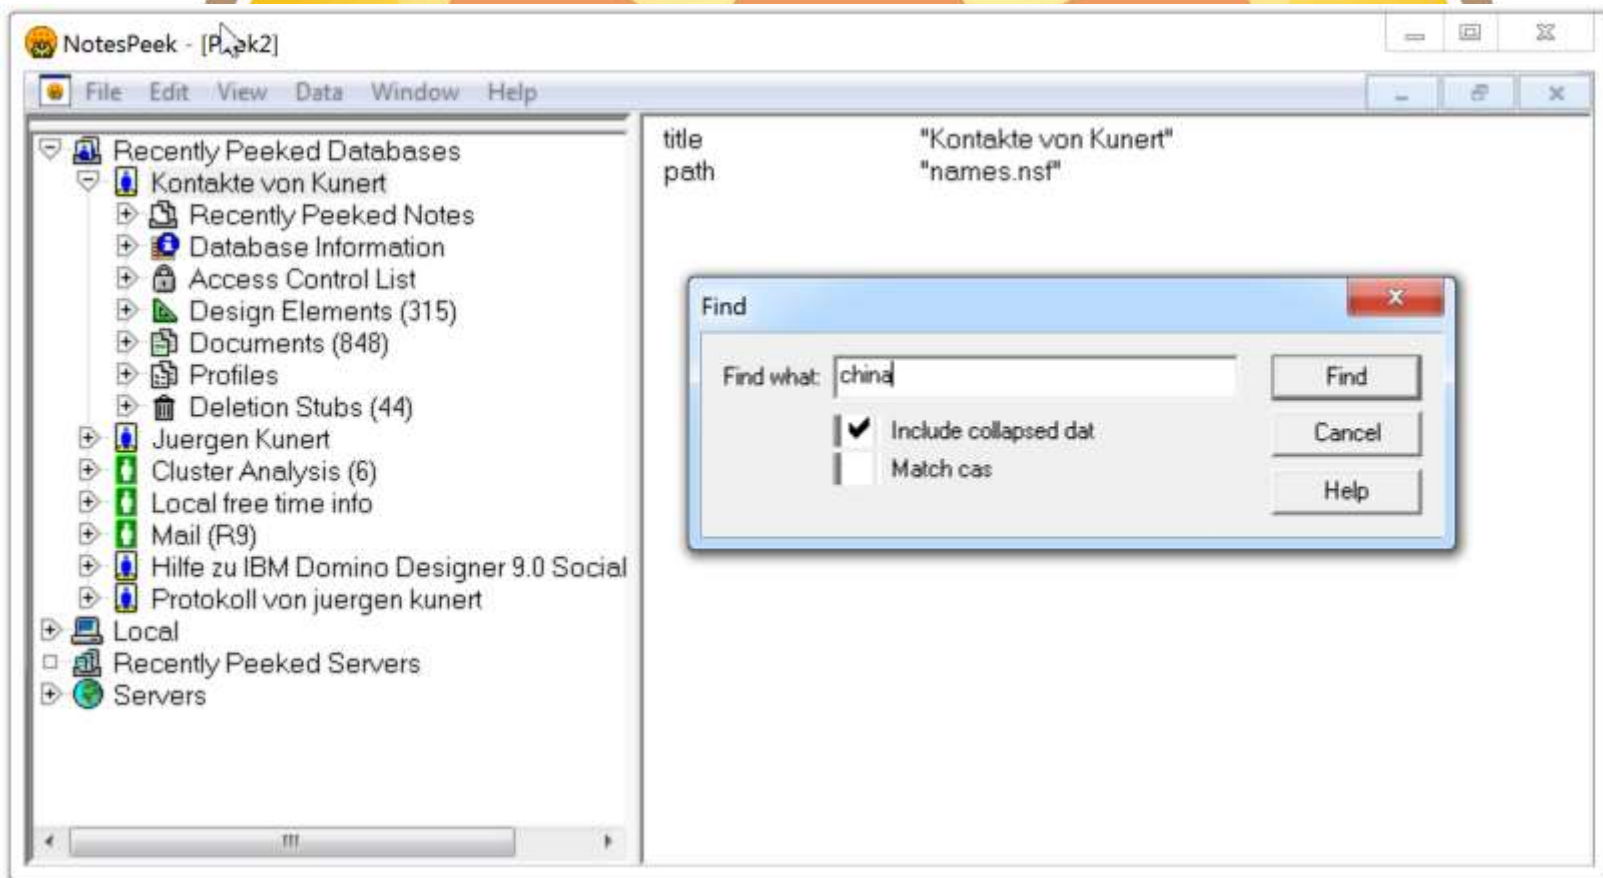 NotesPeek - [Peek2]
File Edit View Data Window Help
Recently Peeked Databases
Kontakte von Kunert
Recently Peeked Notes
Database Information
Access Control List
Design Elements (315)
Documents (848)
Profiles
Deletion Stubs (44)
Juergen Kunert
Cluster Analysis (6)
Local free time info
Mail (R9)
Hilfe zu IBM Domino Designer 9.0 Social
Protokoll von juergen kunert
Local
Recently Peeked Servers
Servers
title "Kontakte von Kunert"
path "names.nsf"
Find
Find what: china Find
Include collapsed dat Cancel
Match cas
Help